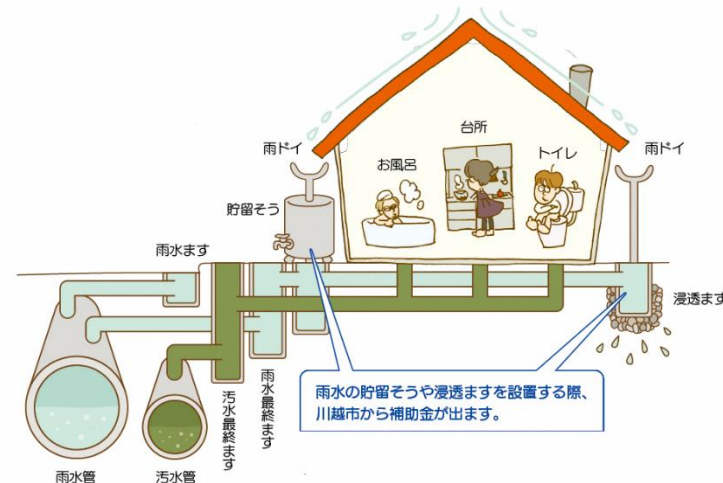 台所
お風呂
トイレ
雨ドイ
雨ドイ
貯留そう
雨水ます
浸透ます
雨水の貯留そうや浸透ますを設置する際、
川越市から補助金が出ます。
汚水最終ます
雨水最終ます
雨水管
汚水管